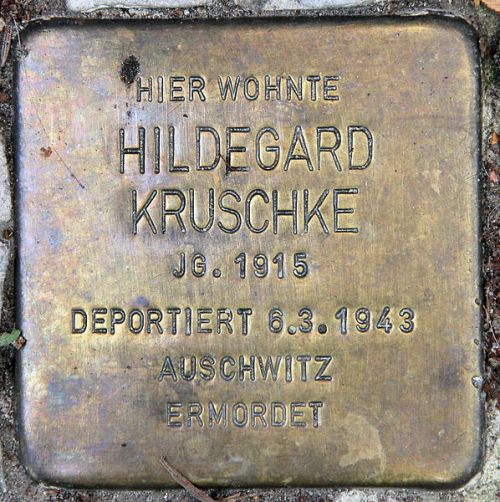 HIER WOHNTE
HILDEGARD
KRUSCHKE
JG. 1915
DEPORTIERT 6.3.1943
AUSCHWITZ
ERMORDET